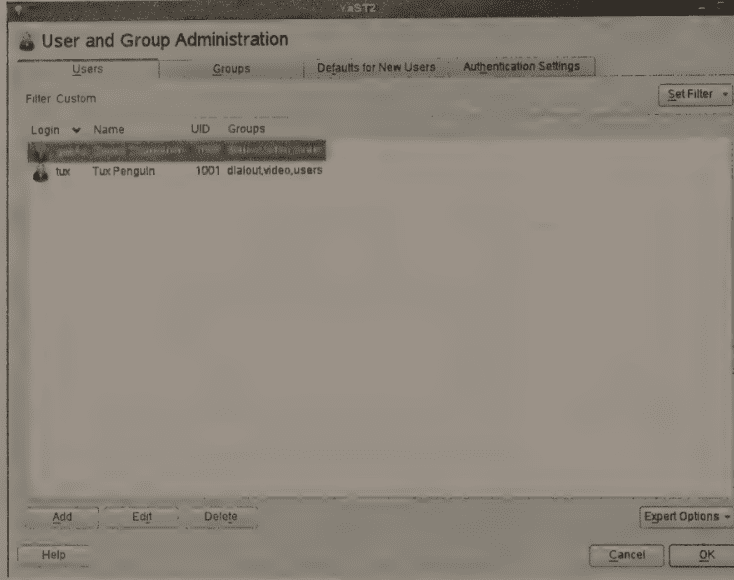 YaST2
User and Group Administration
Users Groups Defaults for New Users Authentication Settings
Filter Custom Set Filter
Login Name UID Groups
tux Tux Penguin 1001 dialout,video,users
Add Edit Delete Expert Options
Help Cancel OK